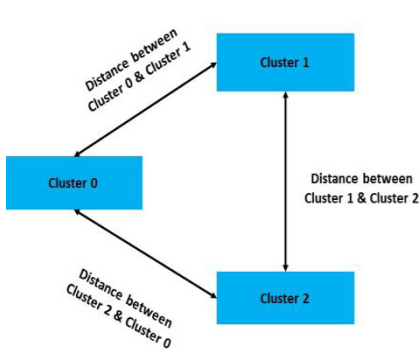 Distance between
Cluster 0 & Cluster 1
Cluster 1
Cluster 0
Distance between
Cluster 1 & Cluster 2
Distance between
Cluster 2 & Cluster 0
Cluster 2